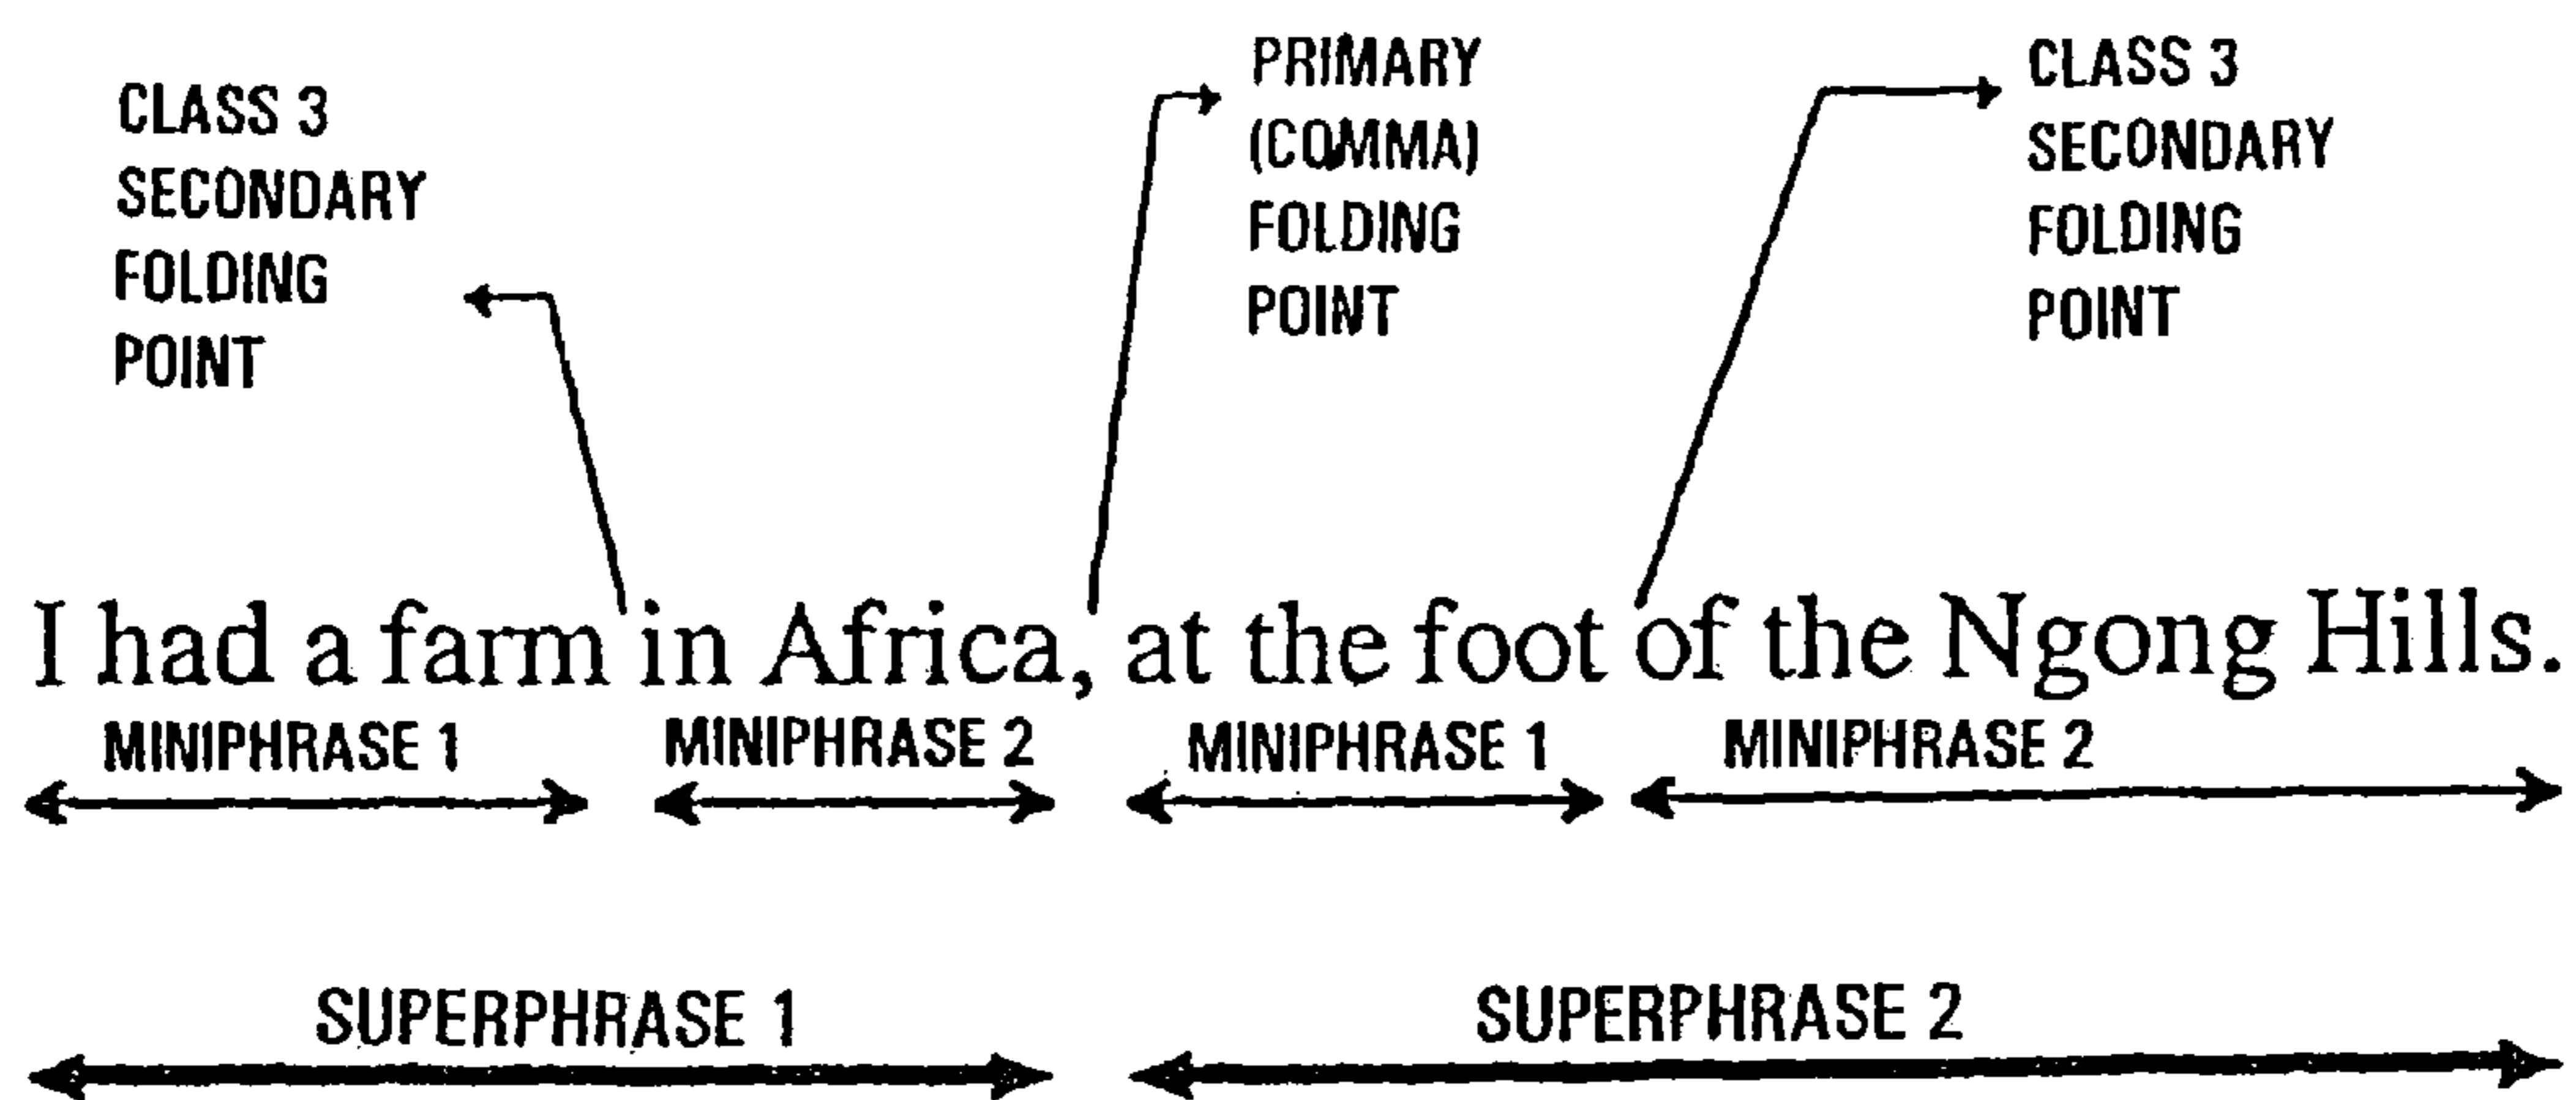 CLASS 3
SECONDARY
FOLDING
POINT
PRIMARY
(COMMA)
FOLDING
POINT
CLASS 3
SECONDARY
FOLDING
POINT
I had a farm in Africa, at the foot of the Ngong Hills.
MINIPHRASE 1 MINIPHRASE 2 MINIPHRASE 1 MINIPHRASE 2
SUPERPHRASE 1 SUPERPHRASE 2